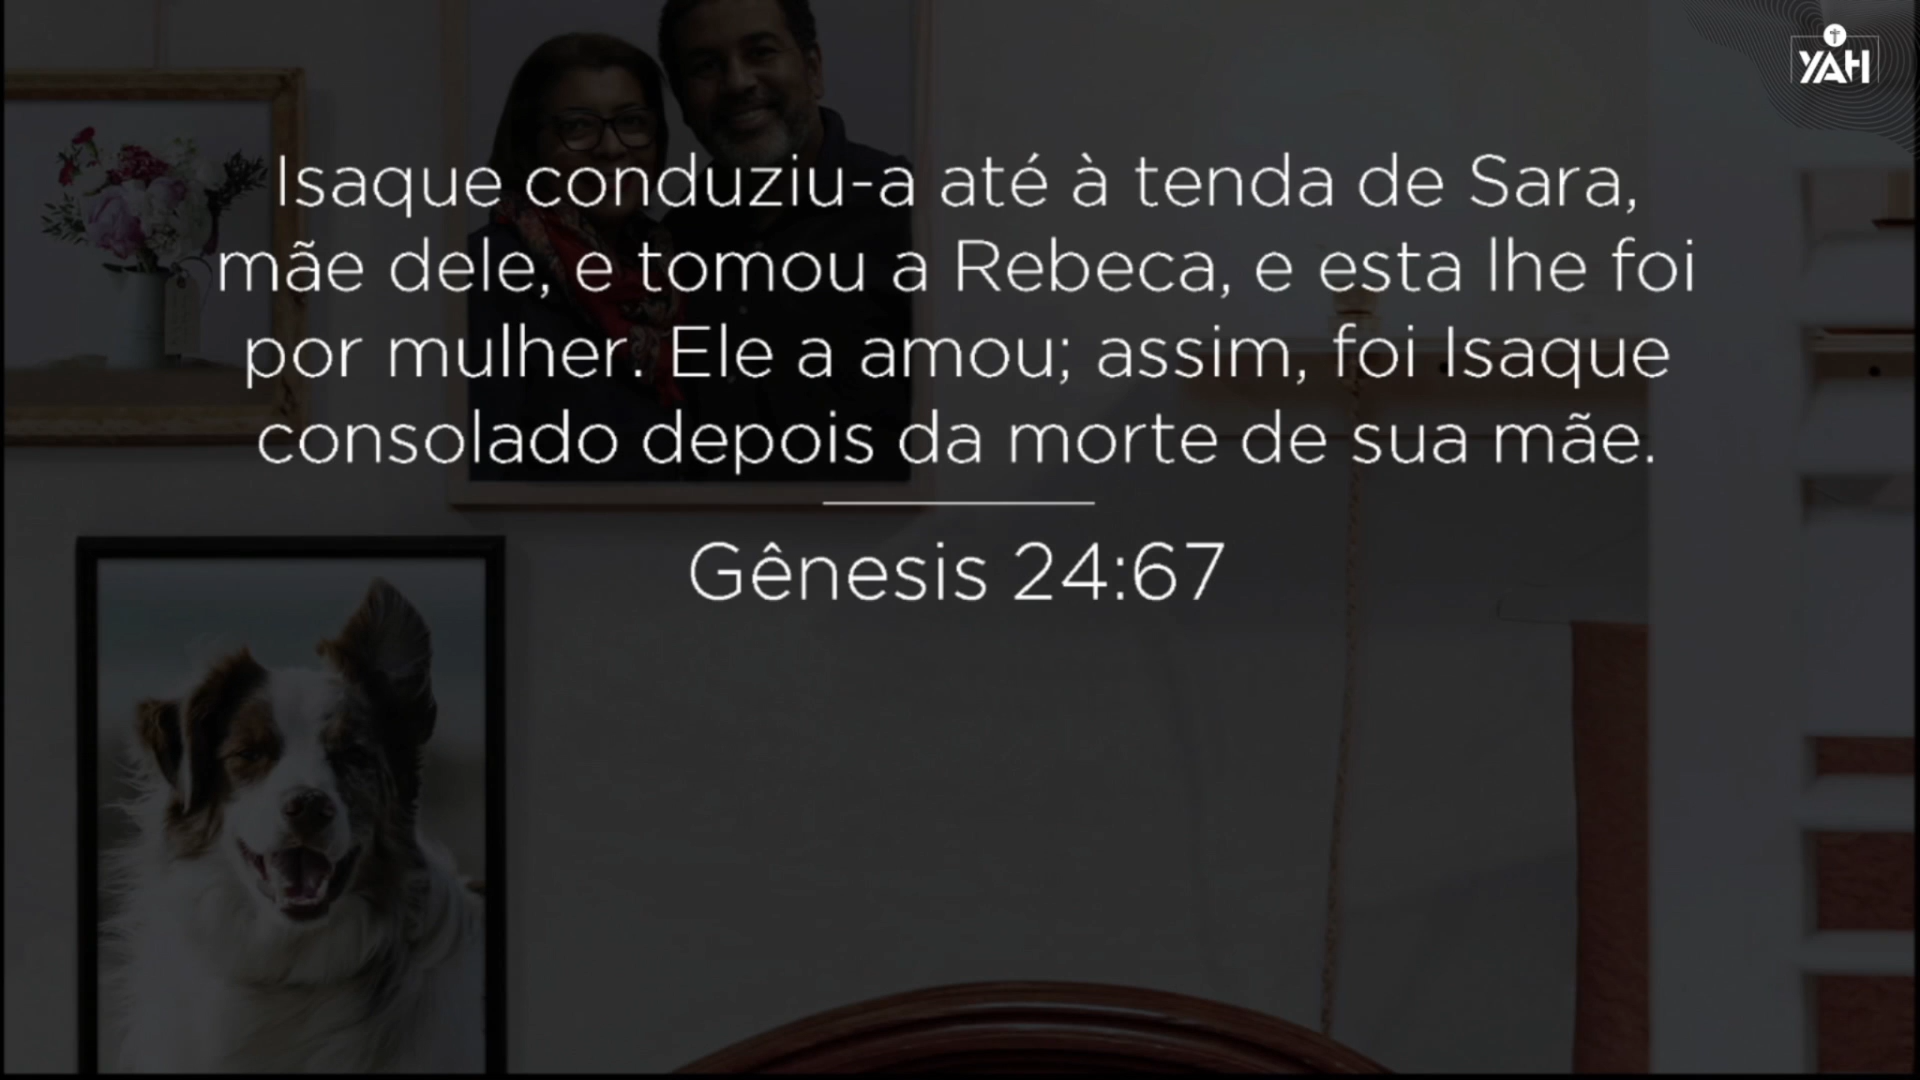 YAH
Isaque conduziu-a até à tenda de Sara,
mãe dele, e tomou a Rebeca, e esta lhe foi
por mulher. Ele a amou; assim, foi Isaque
consolado depois da morte de sua mãe.
Gênesis 24:67